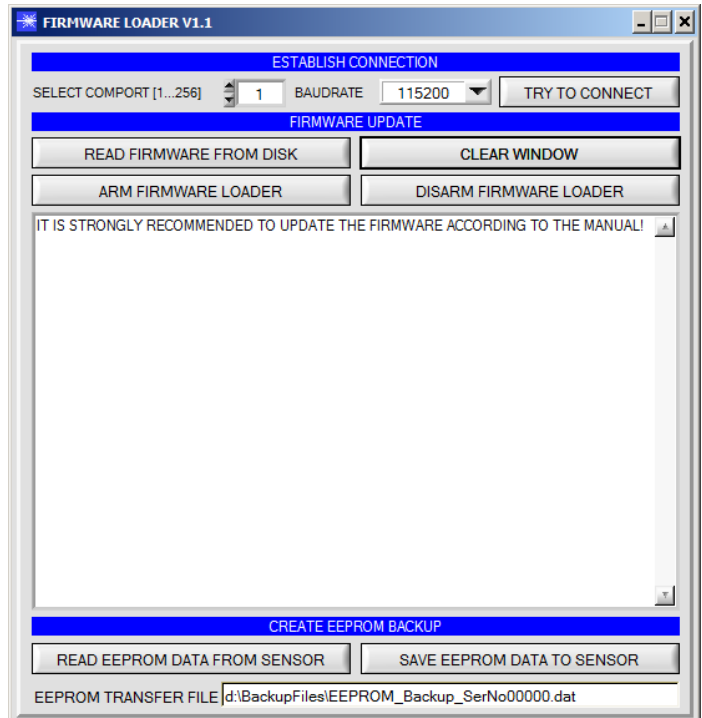 FIRMWARE LOADER V1.1
ESTABLISH CONNECTION
SELECT COMPORT [1...256] 1 BAUDRATE 115200 TRY TO CONNECT
FIRMWARE UPDATE
READ FIRMWARE FROM DISK CLEAR WINDOW
ARM FIRMWARE LOADER DISARM FIRMWARE LOADER
IT IS STRONGLY RECOMMENDED TO UPDATE THE FIRMWARE ACCORDING TO THE MANUAL!
CREATE EEPROM BACKUP
READ EEPROM DATA FROM SENSOR SAVE EEPROM DATA TO SENSOR
EEPROM TRANSFER FILE d:\BackupFiles\EEPROM_Backup_SerNo00000.dat